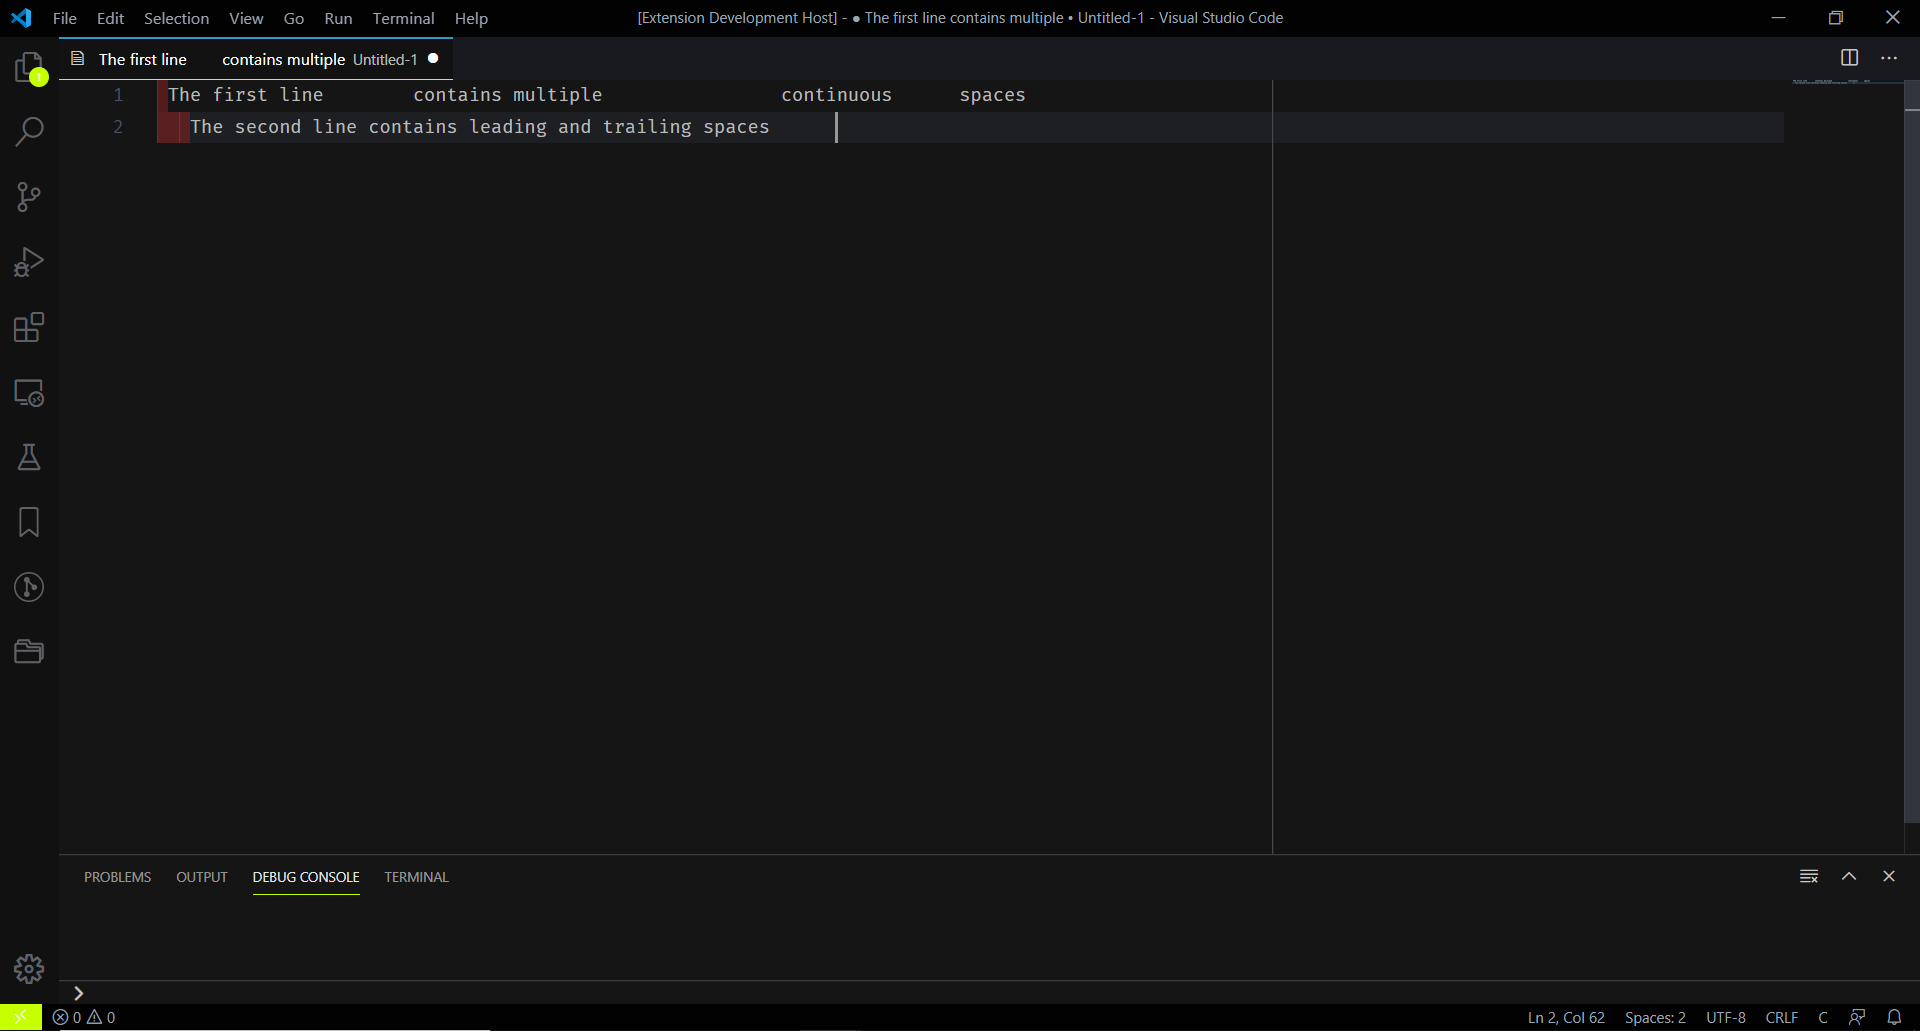 File Edit Selection View Go Run Terminal Help [Extension Development Host] - ● The first line contains multiple • Untitled-1 - Visual Studio Code
The first line      contains multiple Untitled-1 ●
1
1  The first line        contains multiple                continuous      spaces
2    The second line contains leading and trailing spaces
PROBLEMS OUTPUT DEBUG CONSOLE TERMINAL
0 0 Ln 2, Col 62 Spaces: 2 UTF-8 CRLF C